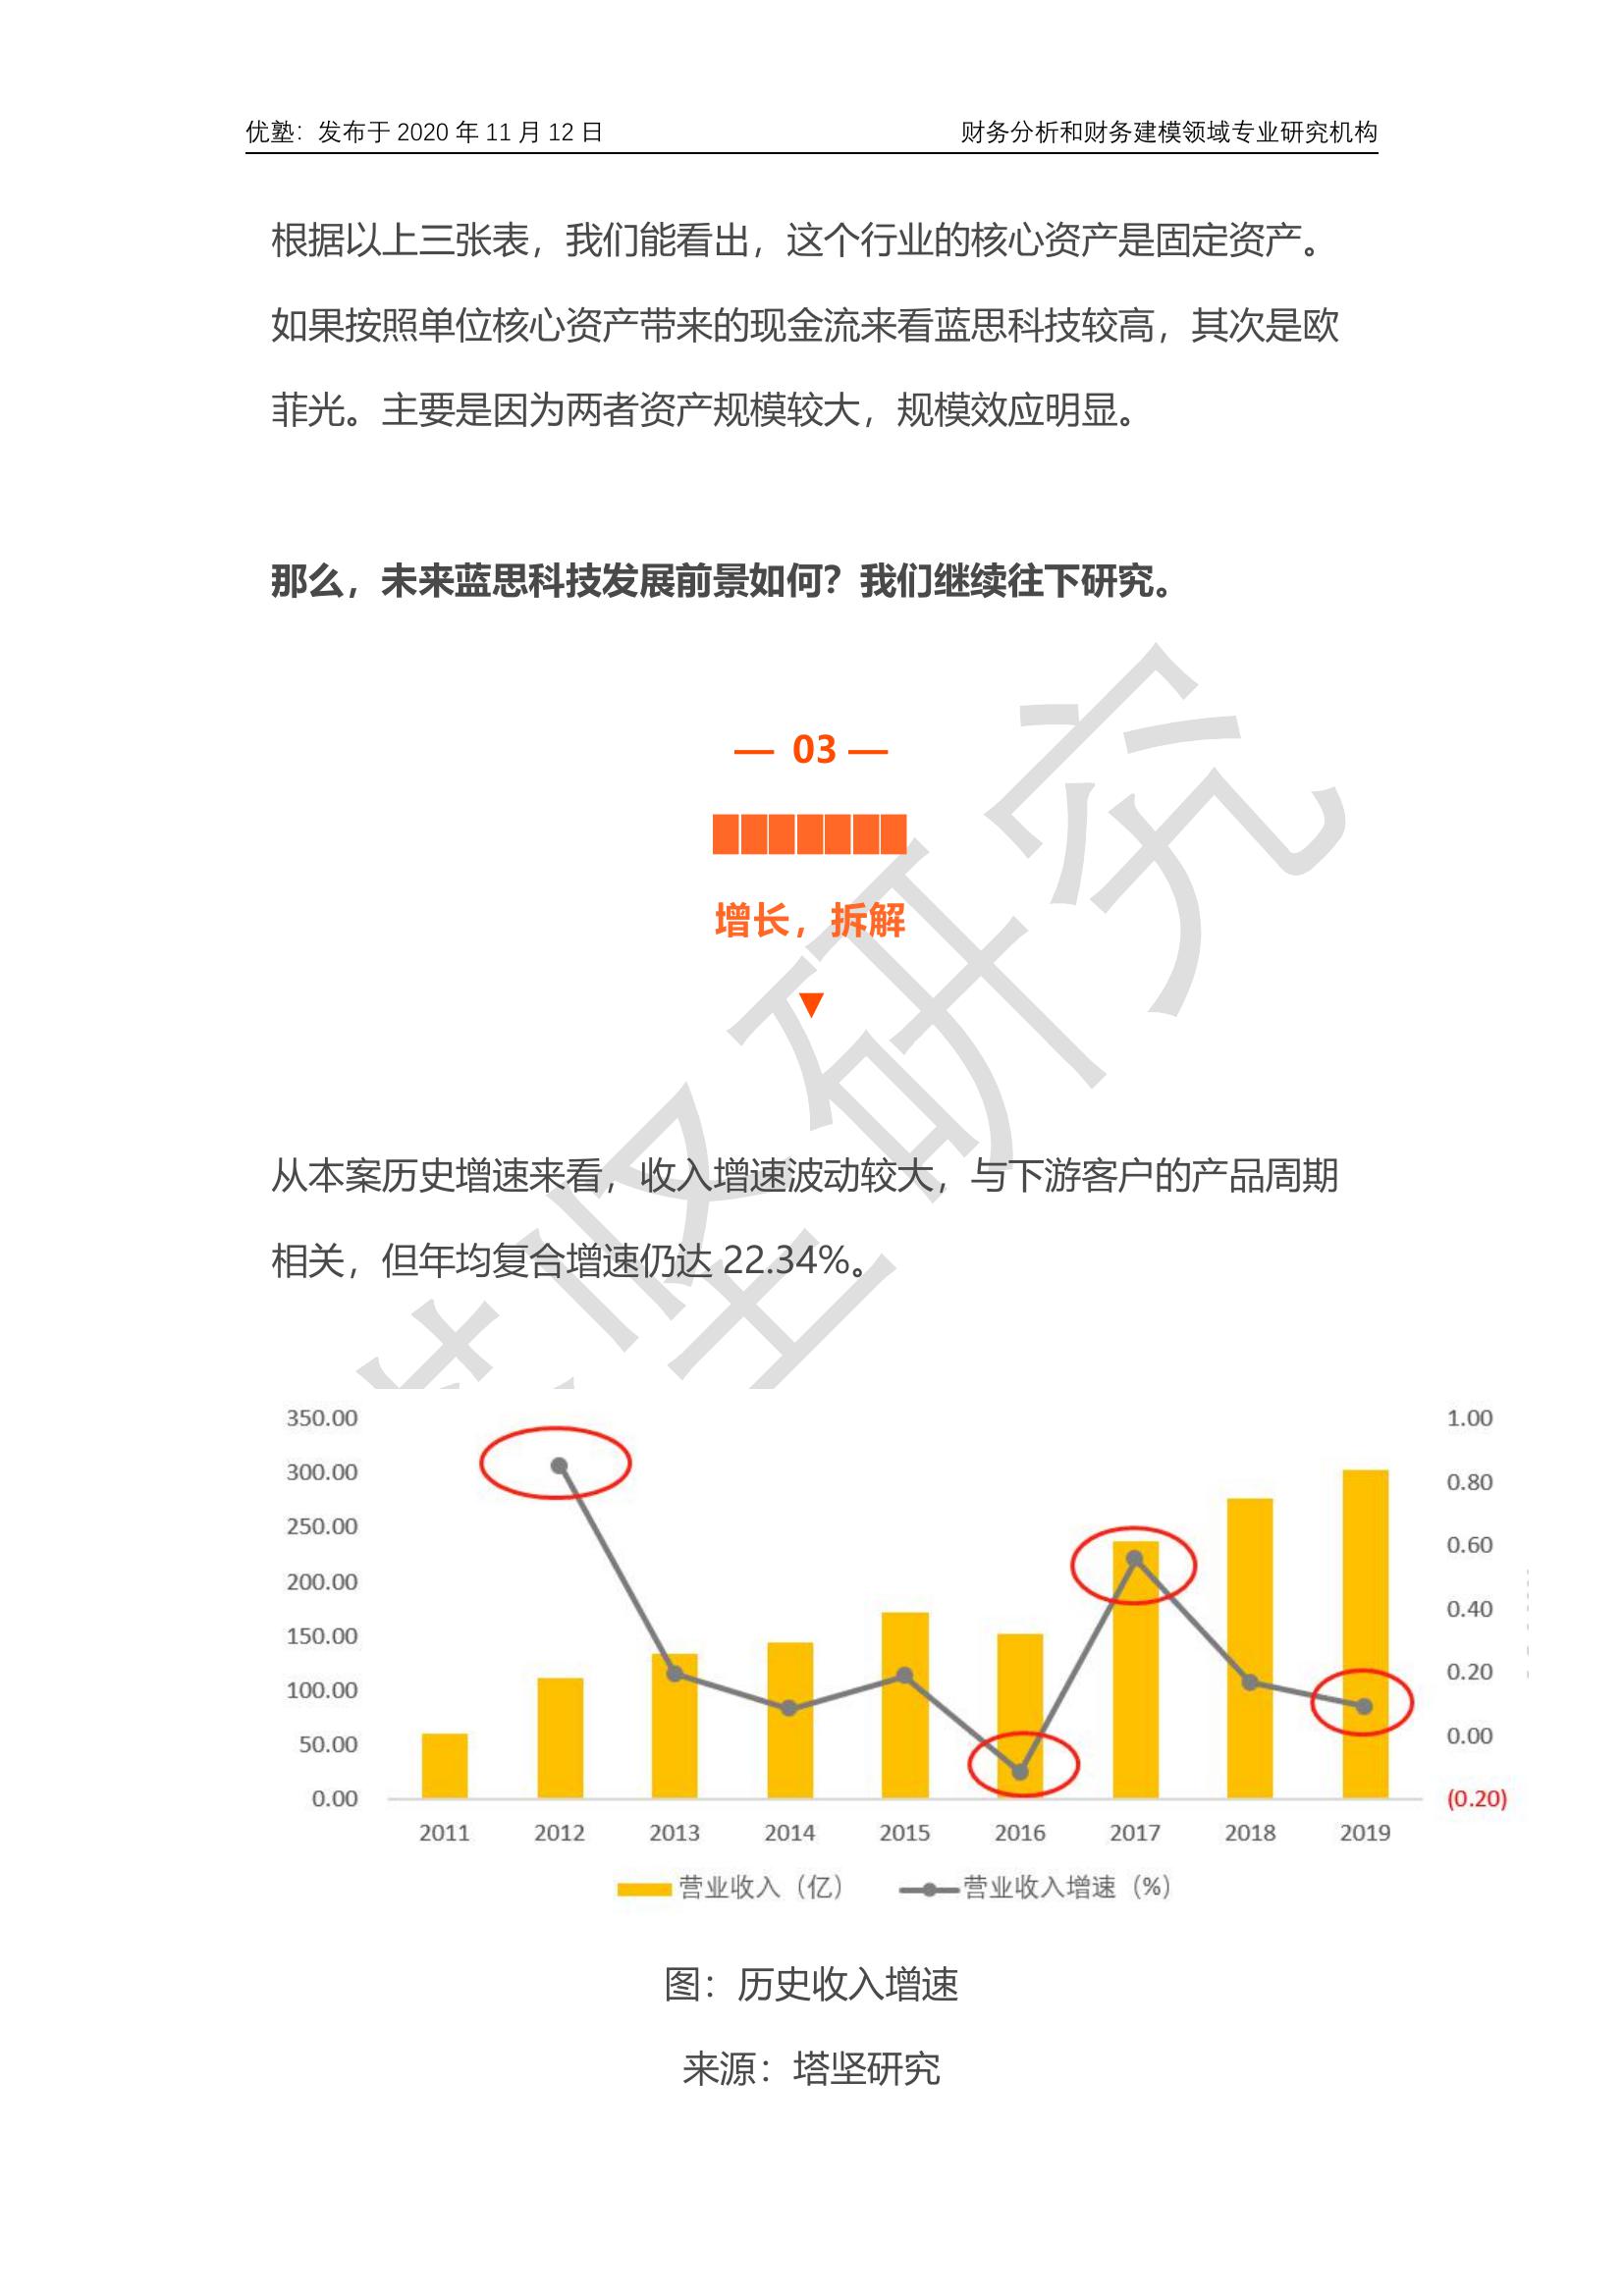 优塾：发布于 2020 年 11 月 12 日
财务分析和财务建模领域专业研究机构
根据以上三张表，我们能看出，这个行业的核心资产是固定资产。
如果按照单位核心资产带来的现金流来看蓝思科技较高，其次是欧
菲光。主要是因为两者资产规模较大，规模效应明显。
那么，未来蓝思科技发展前景如何？我们继续往下研究。
— 03 —
增长，拆解
▼
从本案历史增速来看，收入增速波动较大，与下游客户的产品周期
相关，但年均复合增速仍达 22.34%。
350.00
300.00
250.00
200.00
150.00
100.00
50.00
0.00
1.00
0.80
0.60
0.40
0.20
0.00
(0.20)
2011 2012 2013 2014 2015 2016 2017 2018 2019
营业收入（亿） 营业收入增速（%）
图：历史收入增速
来源：塔坚研究
塔坚研究